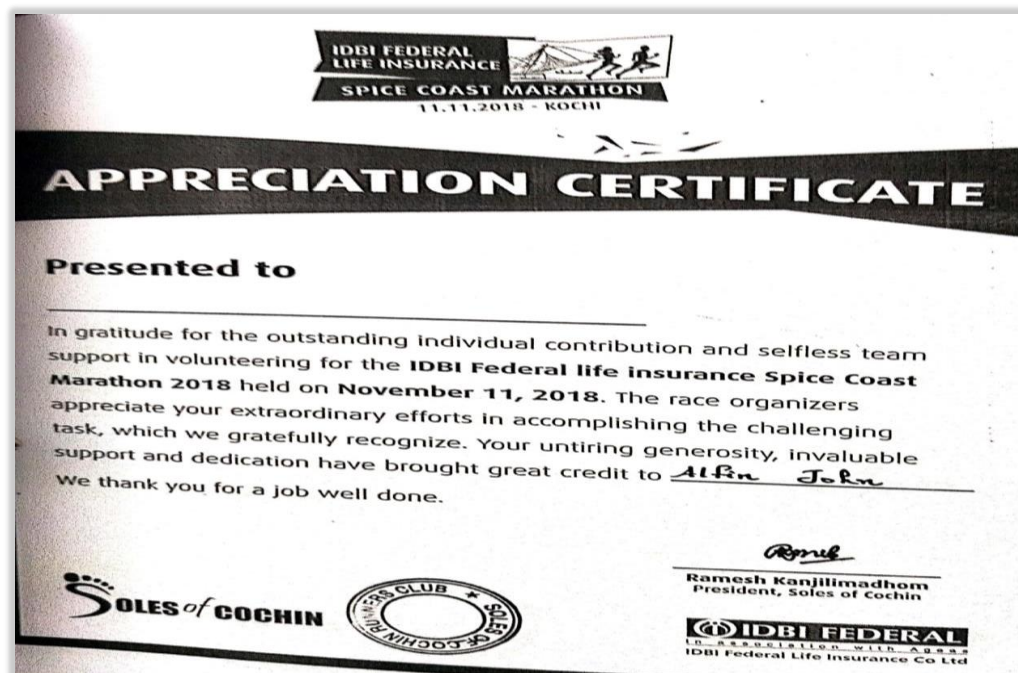 IDBI FEDERAL
LIFE INSURANCE
SPICE COAST MARATHON
11.11.2018 - KOCHI
APPRECIATION CERTIFICATE
Presented to
In gratitude for the outstanding individual contribution and selfless team
support in volunteering for the IDBI Federal life insurance Spice Coast
Marathon 2018 held on November 11, 2018. The race organizers
appreciate your extraordinary efforts in accomplishing the challenging
task, which we gratefully recognize. Your untiring generosity, invaluable
support and dedication have brought great credit to Alfin John
We thank you for a job well done.
Ramesh Kanjilimadhom
President, Soles of Cochin
SOLES of COCHIN
SOLES OF COCHIN RUNNERS CLUB
IDBI FEDERAL
In association with Ageas
IDBI Federal Life Insurance Co Ltd